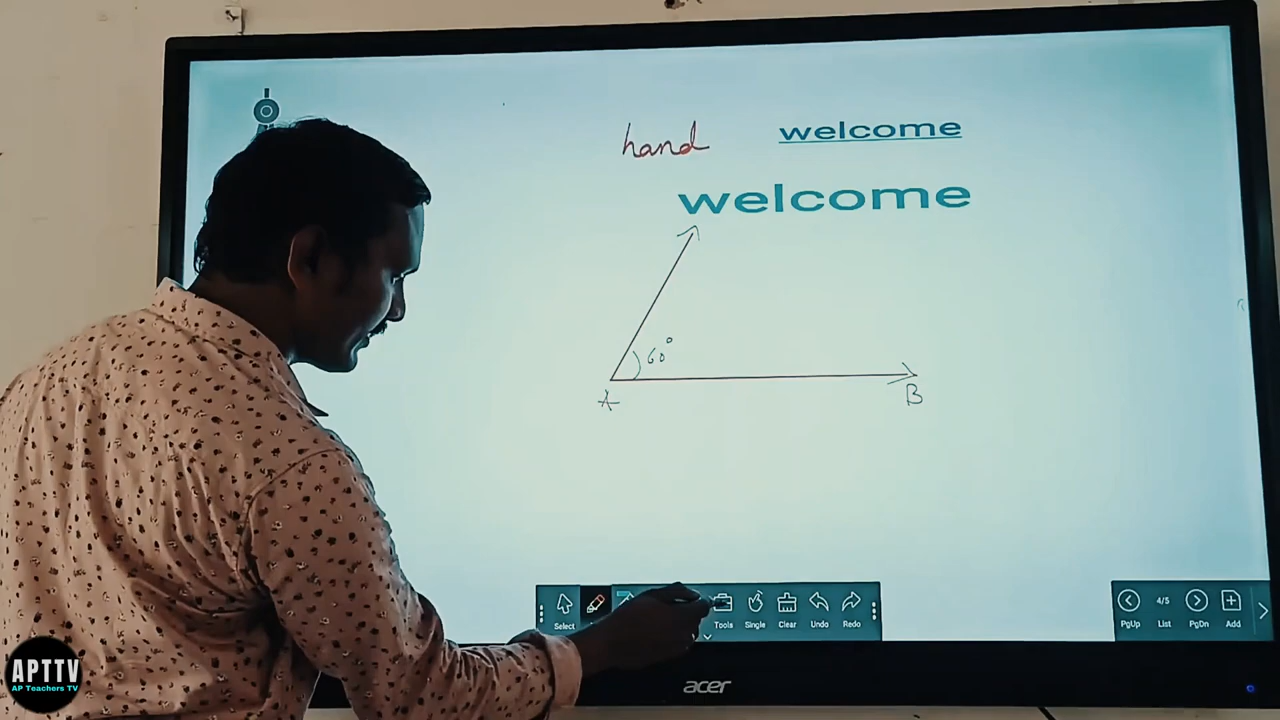 hand welcome
welcome
60°
A B
Select Tools Single Clear Undo Redo
PgUp 4/5 List PgDn Add
acer
APTTV
AP Teachers TV